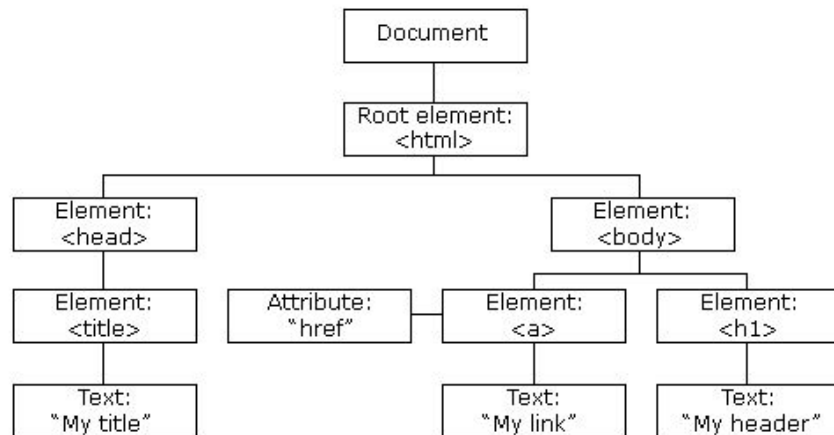 Document
Root element:
<html>
Element:
<head>
Element:
<body>
Element:
<title>
Attribute:
“href”
Element:
<a>
Element:
<h1>
Text:
“My title”
Text:
“My link”
Text:
“My header”